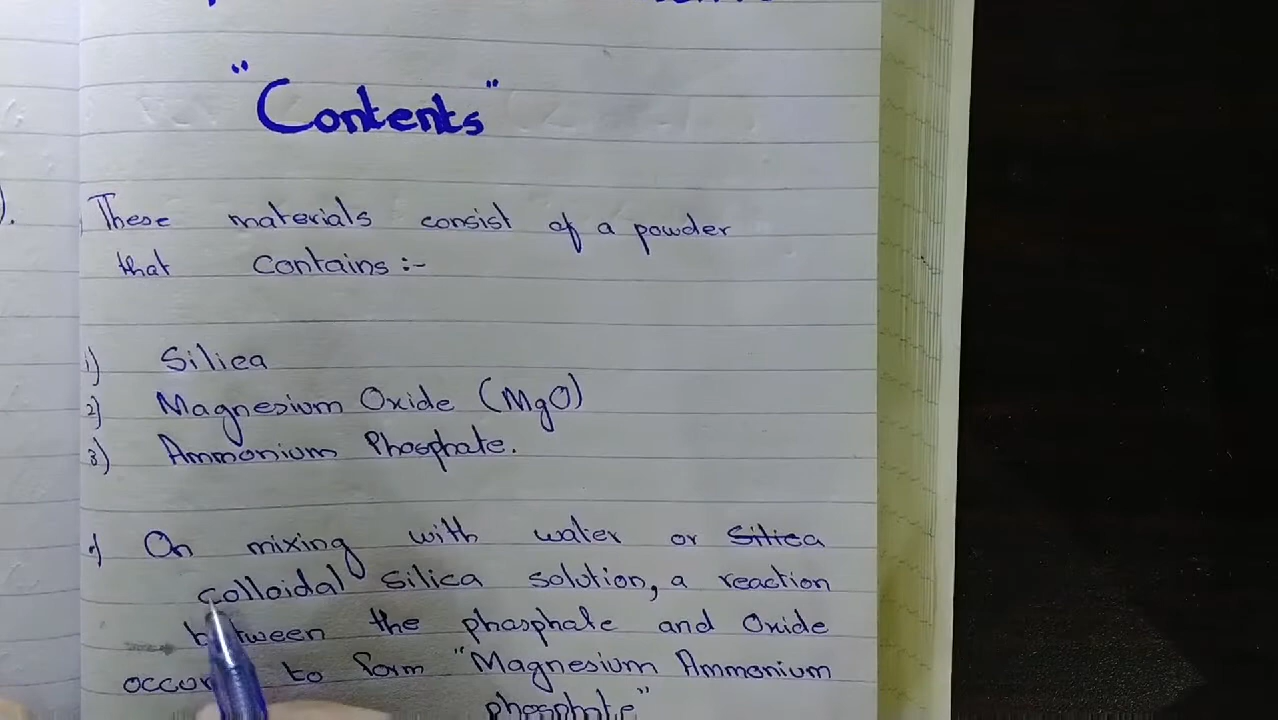 "Contents"
These materials consist of a powder
that contains :-
1) Silica
2) Magnesium Oxide (MgO)
3) Ammonium Phosphate.
On mixing with water or ~~Silica~~
colloidal silica solution, a reaction
between the phosphate and Oxide
occur to form "Magnesium Ammonium
phosphate"